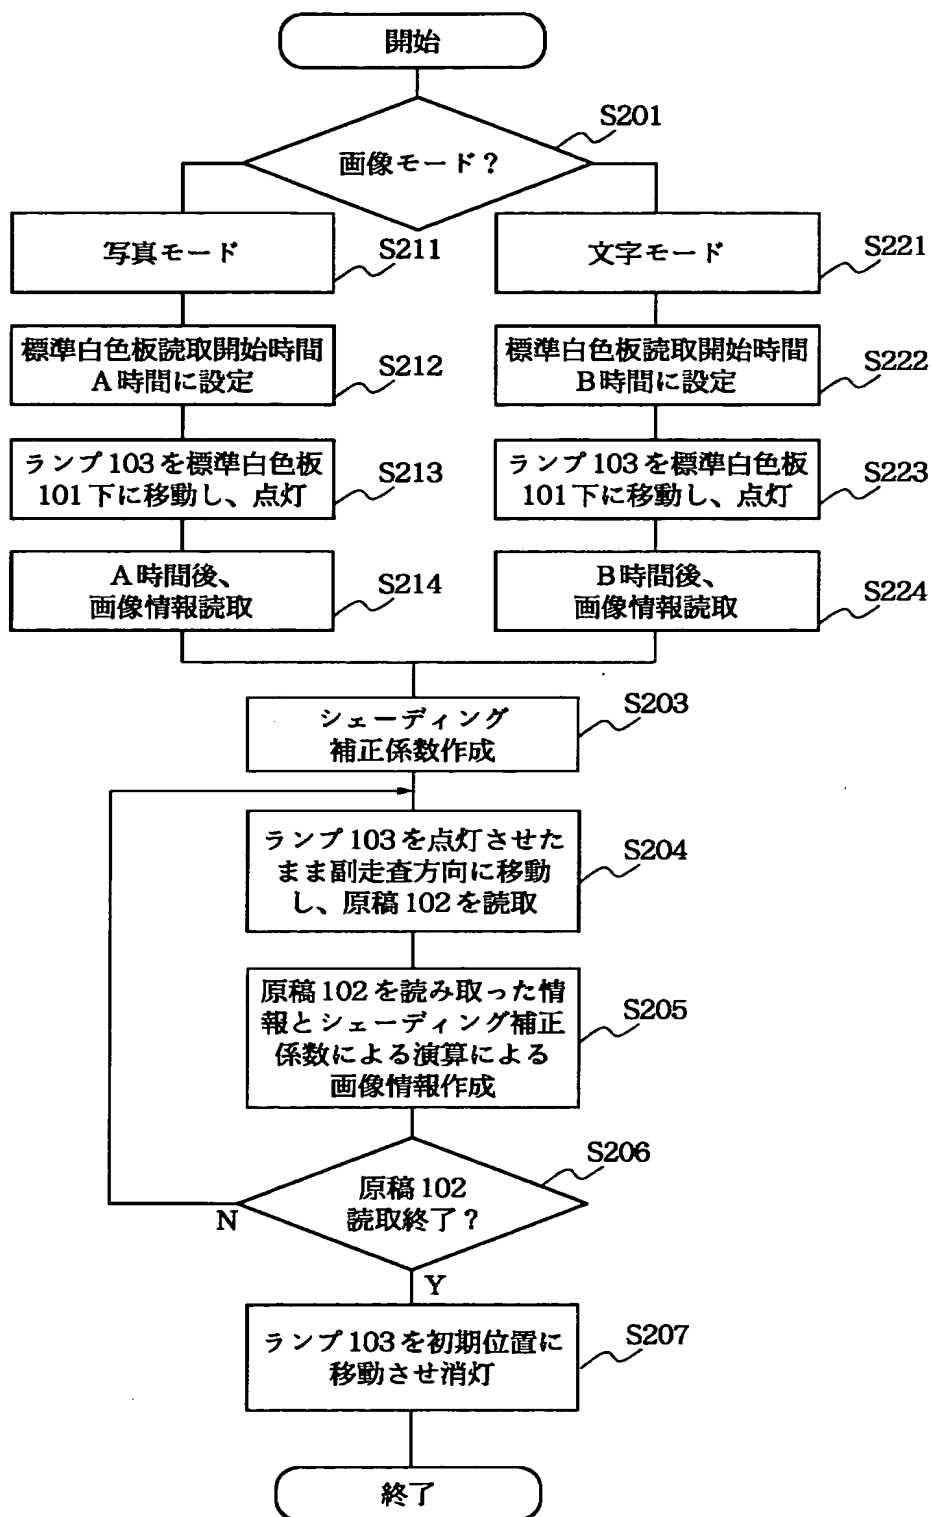 開始
画像モード？
S201
写真モード
S211
標準白色板読取開始時間
A時間に設定
S212
ランプ103を標準白色板
101下に移動し、点灯
S213
A時間後、
画像情報読取
S214
文字モード
S221
標準白色板読取開始時間
B時間に設定
S222
ランプ103を標準白色板
101下に移動し、点灯
S223
B時間後、
画像情報読取
S224
シェーディング
補正係数作成
S203
ランプ103を点灯させた
まま副走査方向に移動
し、原稿102を読取
S204
原稿102を読み取った情
報とシェーディング補正
係数による演算による
画像情報作成
S205
原稿102
読取終了？
S206
N
Y
ランプ103を初期位置に
移動させ消灯
S207
終了